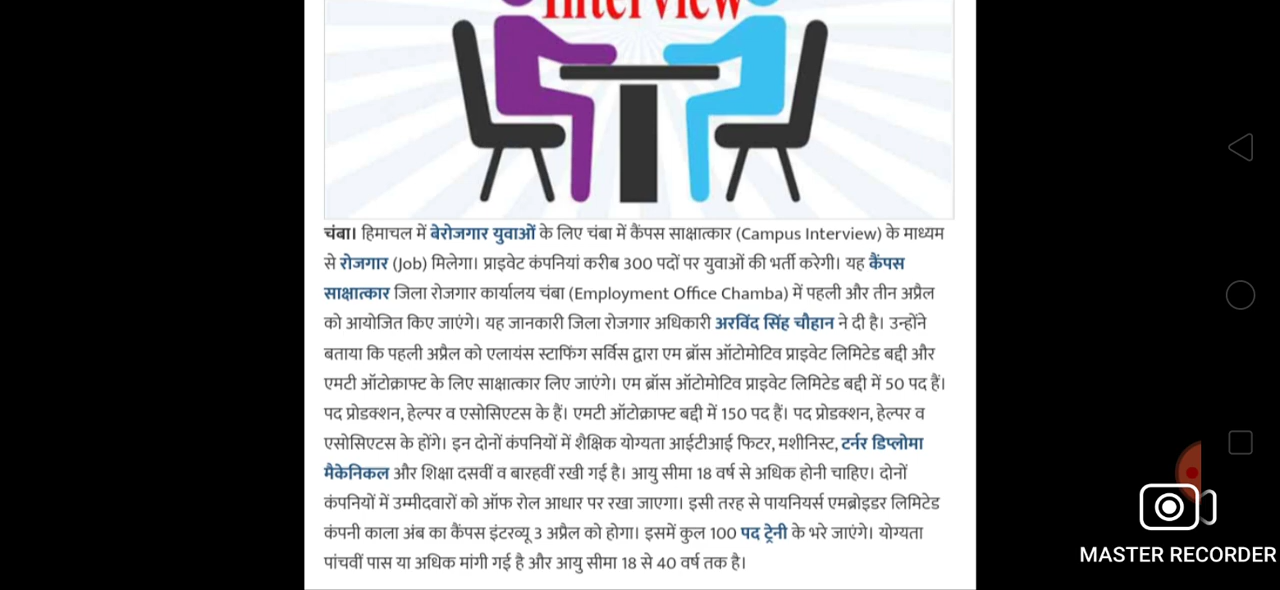 Interview
चंबा। हिमाचल में बेरोजगार युवाओं के लिए चंबा में कैंपस साक्षात्कार (Campus Interview) के माध्यम
से रोजगार (Job) मिलेगा। प्राइवेट कंपनियां करीब 300 पदों पर युवाओं की भर्ती करेगी। यह कैंपस
साक्षात्कार जिला रोजगार कार्यालय चंबा (Employment Office Chamba) में पहली और तीन अप्रैल
को आयोजित किए जाएंगे। यह जानकारी जिला रोजगार अधिकारी अरविंद सिंह चौहान ने दी है। उन्होंने
बताया कि पहली अप्रैल को एलायंस स्टाफिंग सर्विस द्वारा एम ब्रॉस ऑटोमोटिव प्राइवेट लिमिटेड बद्दी और
एमटी ऑटोक्राफ्ट के लिए साक्षात्कार लिए जाएंगे। एम ब्रॉस ऑटोमोटिव प्राइवेट लिमिटेड बद्दी में 50 पद हैं।
पद प्रोडक्शन, हेल्पर व एसोसिएटस के हैं। एमटी ऑटोक्राफ्ट बद्दी में 150 पद हैं। पद प्रोडक्शन, हेल्पर व
एसोसिएटस के होंगे। इन दोनों कंपनियों में शैक्षिक योग्यता आईटीआई फिटर, मशीनिस्ट, टर्नर डिप्लोमा
मैकेनिकल और शिक्षा दसवीं व बारहवीं रखी गई है। आयु सीमा 18 वर्ष से अधिक होनी चाहिए। दोनों
कंपनियों में उम्मीदवारों को ऑफ रोल आधार पर रखा जाएगा। इसी तरह से पायनियर्स एमब्रोइडर लिमिटेड
कंपनी काला अंब का कैंपस इंटरव्यू 3 अप्रैल को होगा। इसमें कुल 100 पद ट्रेनी के भरे जाएंगे। योग्यता
पांचवीं पास या अधिक मांगी गई है और आयु सीमा 18 से 40 वर्ष तक है।
MASTER RECORDER